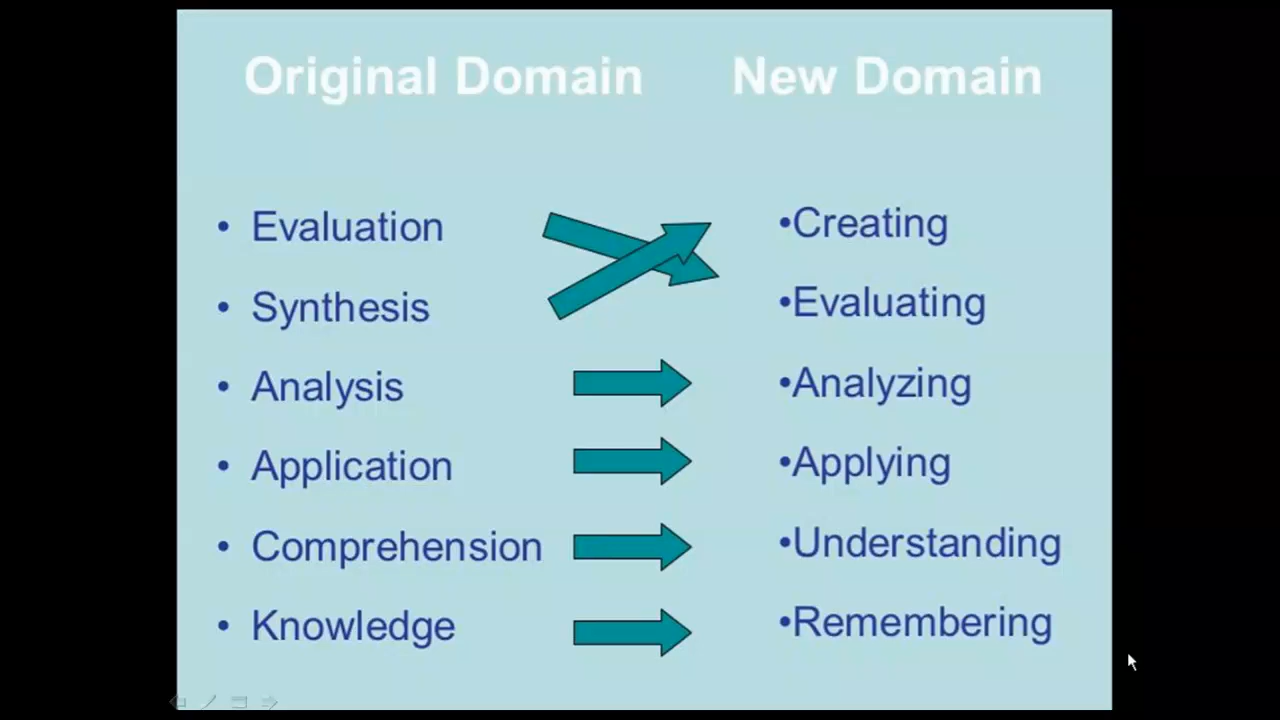 Original Domain
New Domain
• Evaluation
• Synthesis
• Analysis
• Application
• Comprehension
• Knowledge
•Creating
•Evaluating
•Analyzing
•Applying
•Understanding
•Remembering